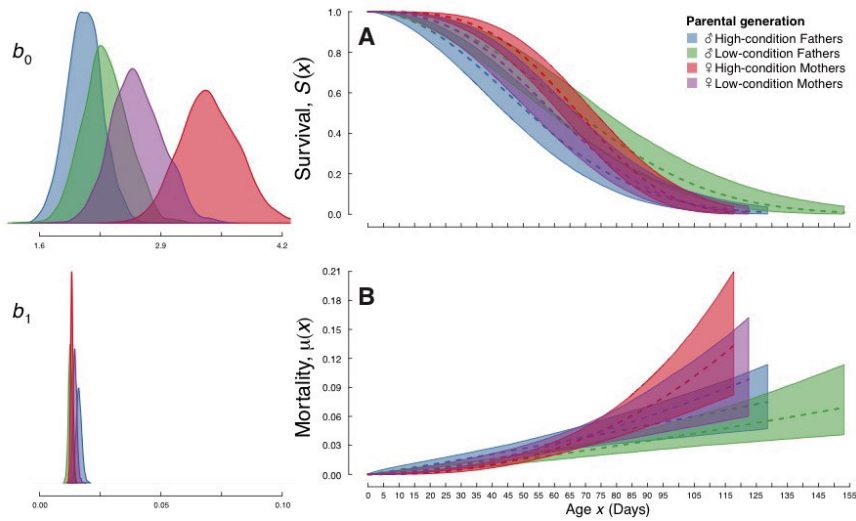 b0
1.6 2.9 4.2
A
Survival, S(x)
1.0
0.8
0.6
0.4
0.2
0.0
Parental generation
♂High-condition Fathers
♂Low-condition Fathers
♀High-condition Mothers
♀Low-condition Mothers
b1
0.00 0.05 0.10
B
Mortality, μ(x)
0.21
0.18
0.15
0.12
0.09
0.06
0.03
0.00
0 5 10 15 20 25 30 35 40 45 50 55 60 65 70 75 80 85 90 95 105 115 125 135 145 155
Age x (Days)